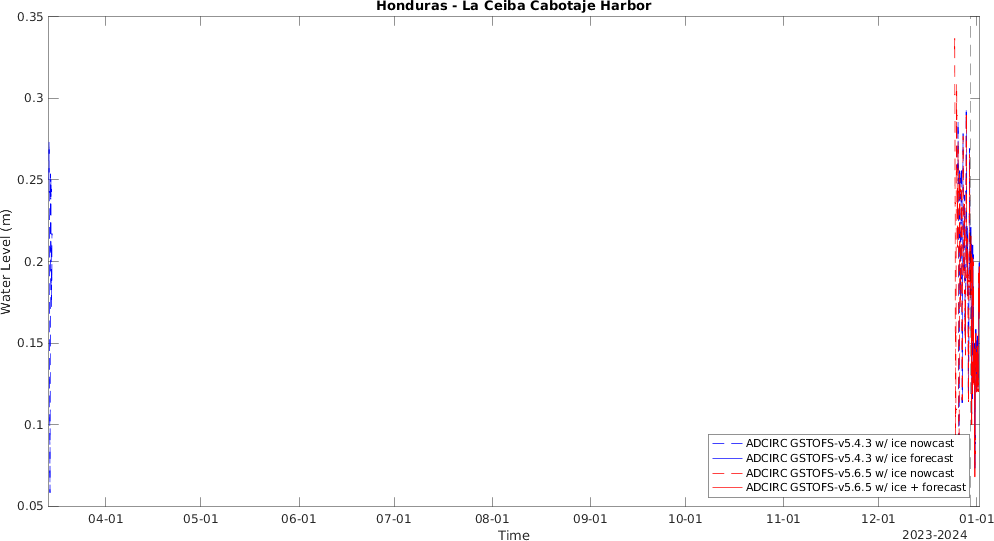 Honduras - La Ceiba Cabotaje Harbor
0.35
0.3
0.25
0.2
0.15
0.1
0.05
Water Level (m)
ADCIRC GSTOFS-v5.4.3 w/ ice nowcast
ADCIRC GSTOFS-v5.4.3 w/ ice forecast
ADCIRC GSTOFS-v5.6.5 w/ ice nowcast
ADCIRC GSTOFS-v5.6.5 w/ ice + forecast
04-01 05-01 06-01 07-01 08-01 09-01 10-01 11-01 12-01 01-01
Time
2023-2024